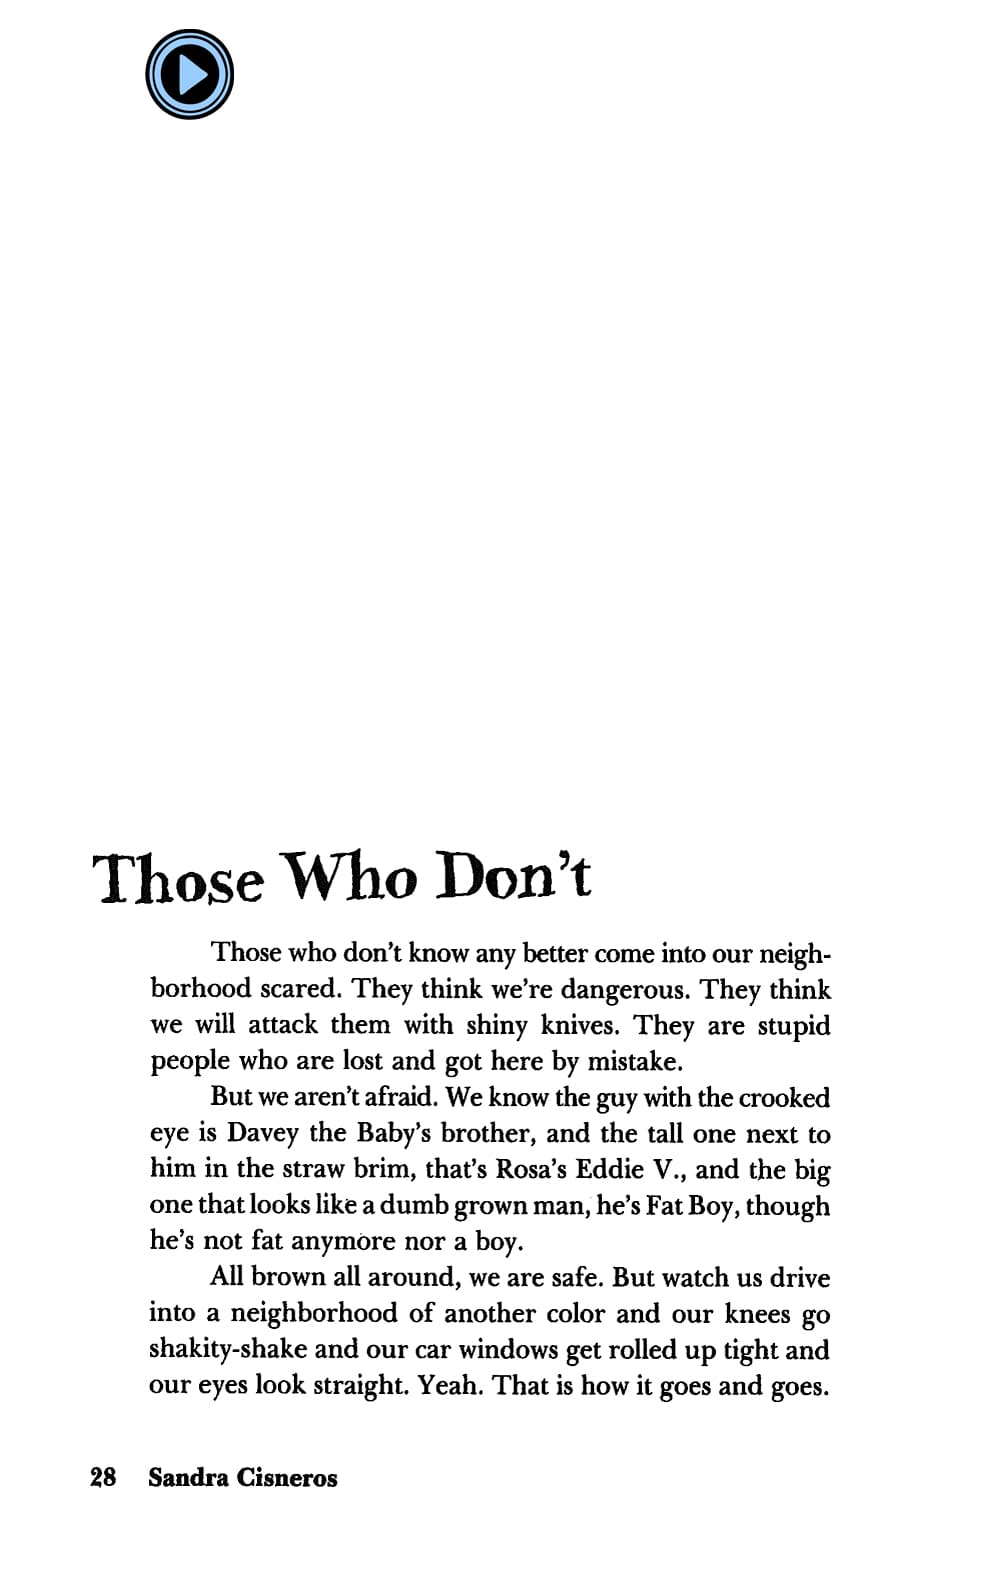 Those Who Don't
Those who don't know any better come into our neigh-
borhood scared. They think we're dangerous. They think
we will attack them with shiny knives. They are stupid
people who are lost and got here by mistake.
But we aren't afraid. We know the guy with the crooked
eye is Davey the Baby's brother, and the tall one next to
him in the straw brim, that's Rosa's Eddie V., and the big
one that looks like a dumb grown man, he's Fat Boy, though
he's not fat anymore nor a boy.
All brown all around, we are safe. But watch us drive
into a neighborhood of another color and our knees go
shakity-shake and our car windows get rolled up tight and
our eyes look straight. Yeah. That is how it goes and goes.
28 Sandra Cisneros